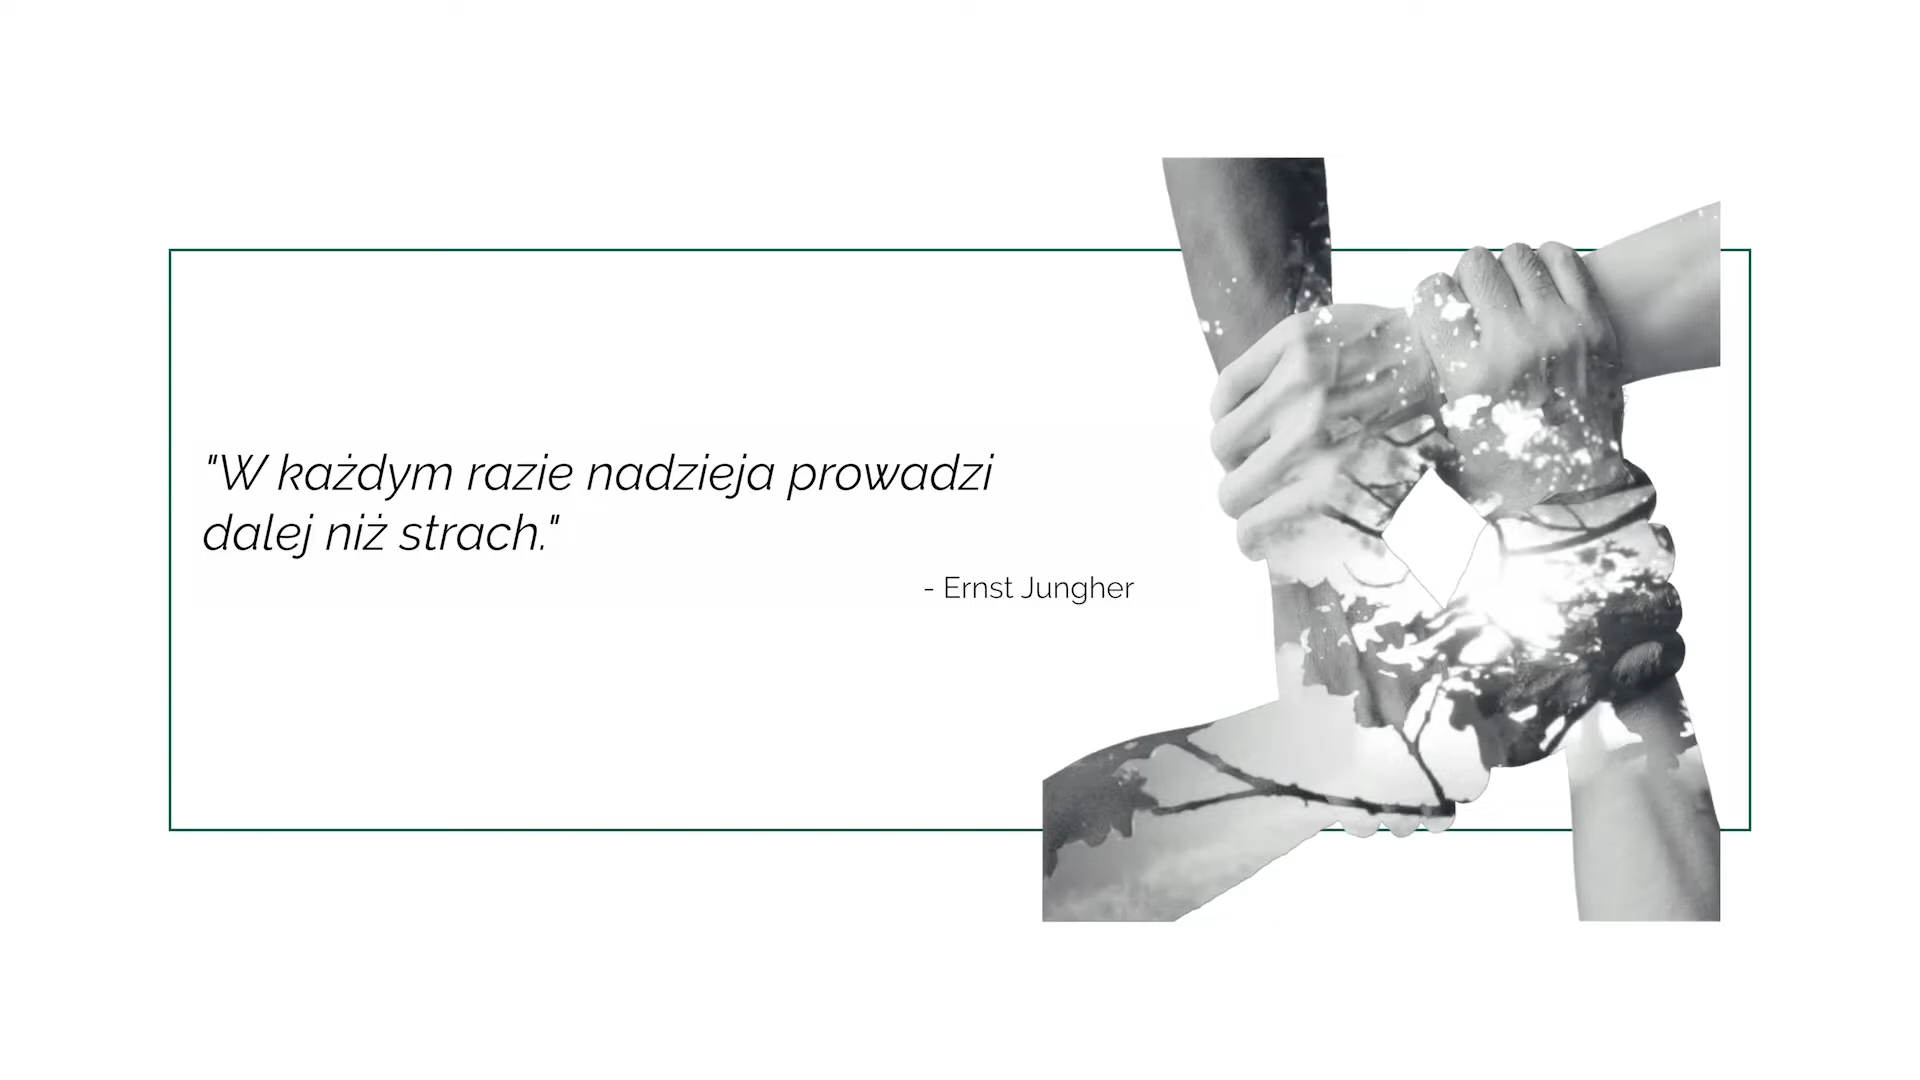 "W każdym razie nadzieja prowadzi
dalej niż strach."
- Ernst Jungher